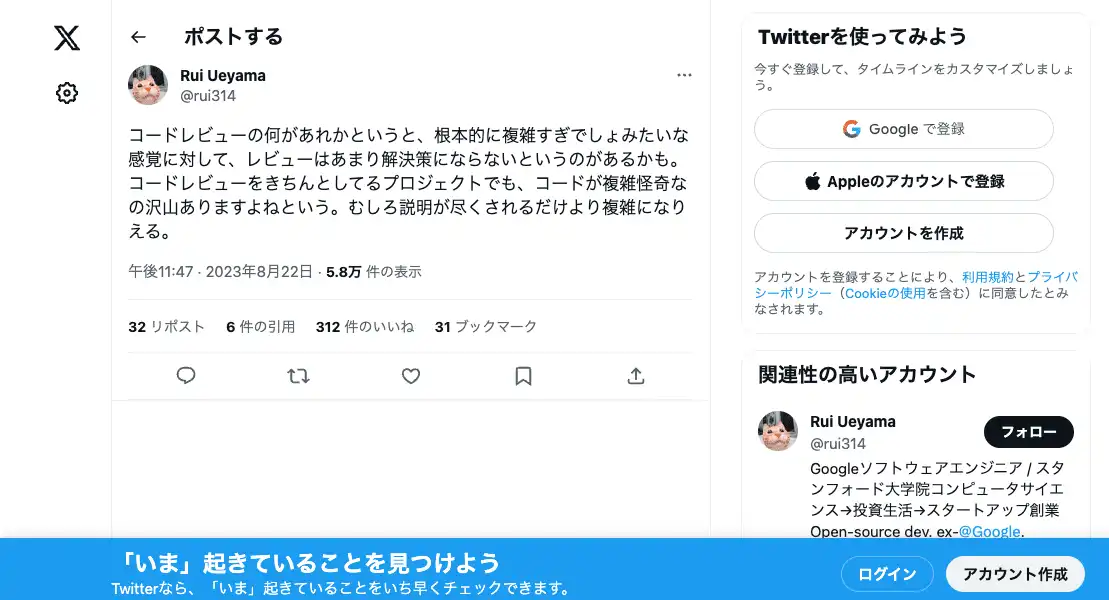 ポストする
Rui Ueyama
@rui314
コードレビューの何があれかというと、根本的に複雑すぎでしょみたいな
感覚に対して、レビューはあまり解決策にならないというのがあるかも。
コードレビューをきちんとしてるプロジェクトでも、コードが複雑怪奇な
の沢山ありますよねという。むしろ説明が尽くされるだけより複雑になり
える。
午後11:47 · 2023年8月22日 · 5.8万 件の表示
32 リポスト 6 件の引用 312 件のいいね 31 ブックマーク
Twitterを使ってみよう
今すぐ登録して、タイムラインをカスタマイズしましょ
う。
Google で登録
Appleのアカウントで登録
アカウントを作成
アカウントを登録することにより、利用規約とプライバ
シーポリシー（Cookieの使用を含む）に同意したとみ
なされます。
関連性の高いアカウント
Rui Ueyama
@rui314
フォロー
Googleソフトウェアエンジニア / スタ
ンフォード大学院コンピュータサイエ
ンス→投資生活→スタートアップ創業
Open-source dev. ex-@Google.
「いま」起きていることを見つけよう
Twitterなら、「いま」起きていることをいち早くチェックできます。
ログイン
アカウント作成